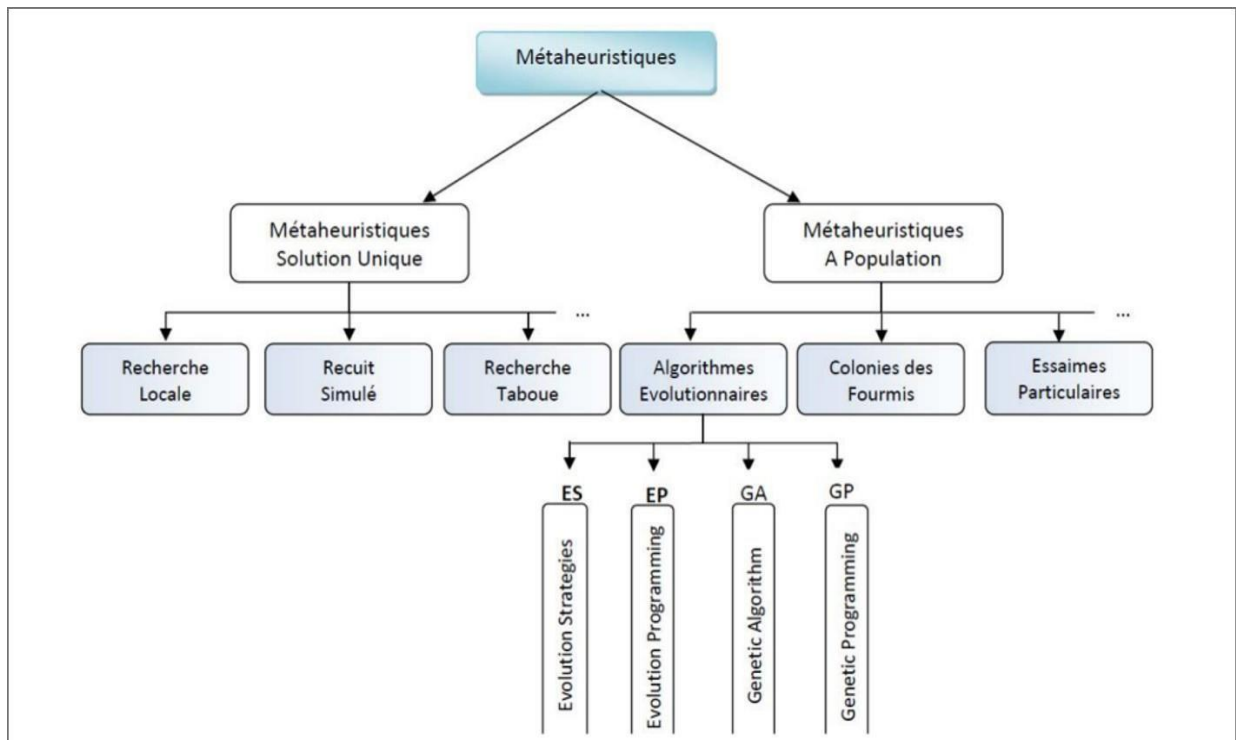 Métaheuristiques
Métaheuristiques
Solution Unique
Métaheuristiques
A Population
...
...
Recherche
Locale
Recuit
Simulé
Recherche
Taboue
Algorithmes
Evolutionnaires
Colonies des
Fourmis
Essaimes
Particulaires
ES
EP
GA
GP
Evolution Strategies
Evolution Programming
Genetic Algorithm
Genetic Programming